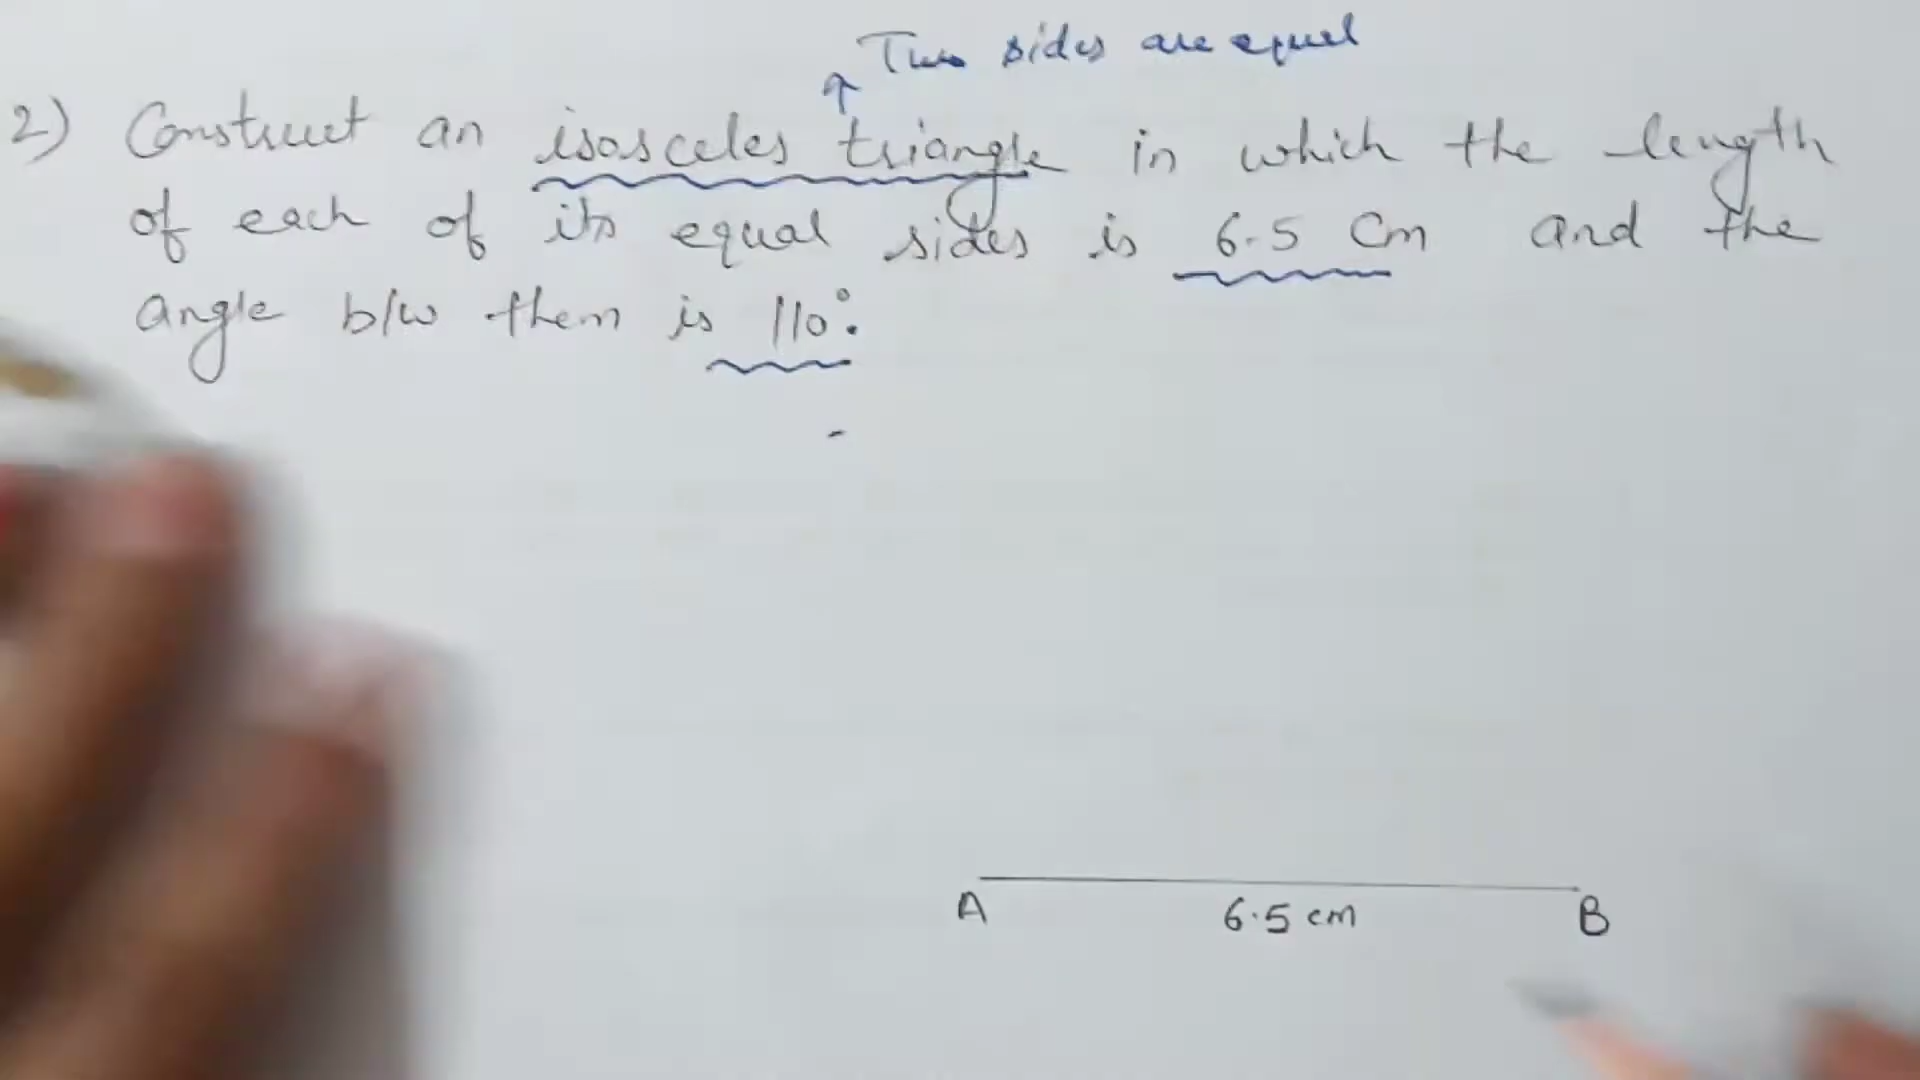 Two sides are equal
2) Construct an isosceles triangle in which the length
of each of its equal sides is 6.5 Cm and the
angle b/w them is 110°.
A 6.5 cm B